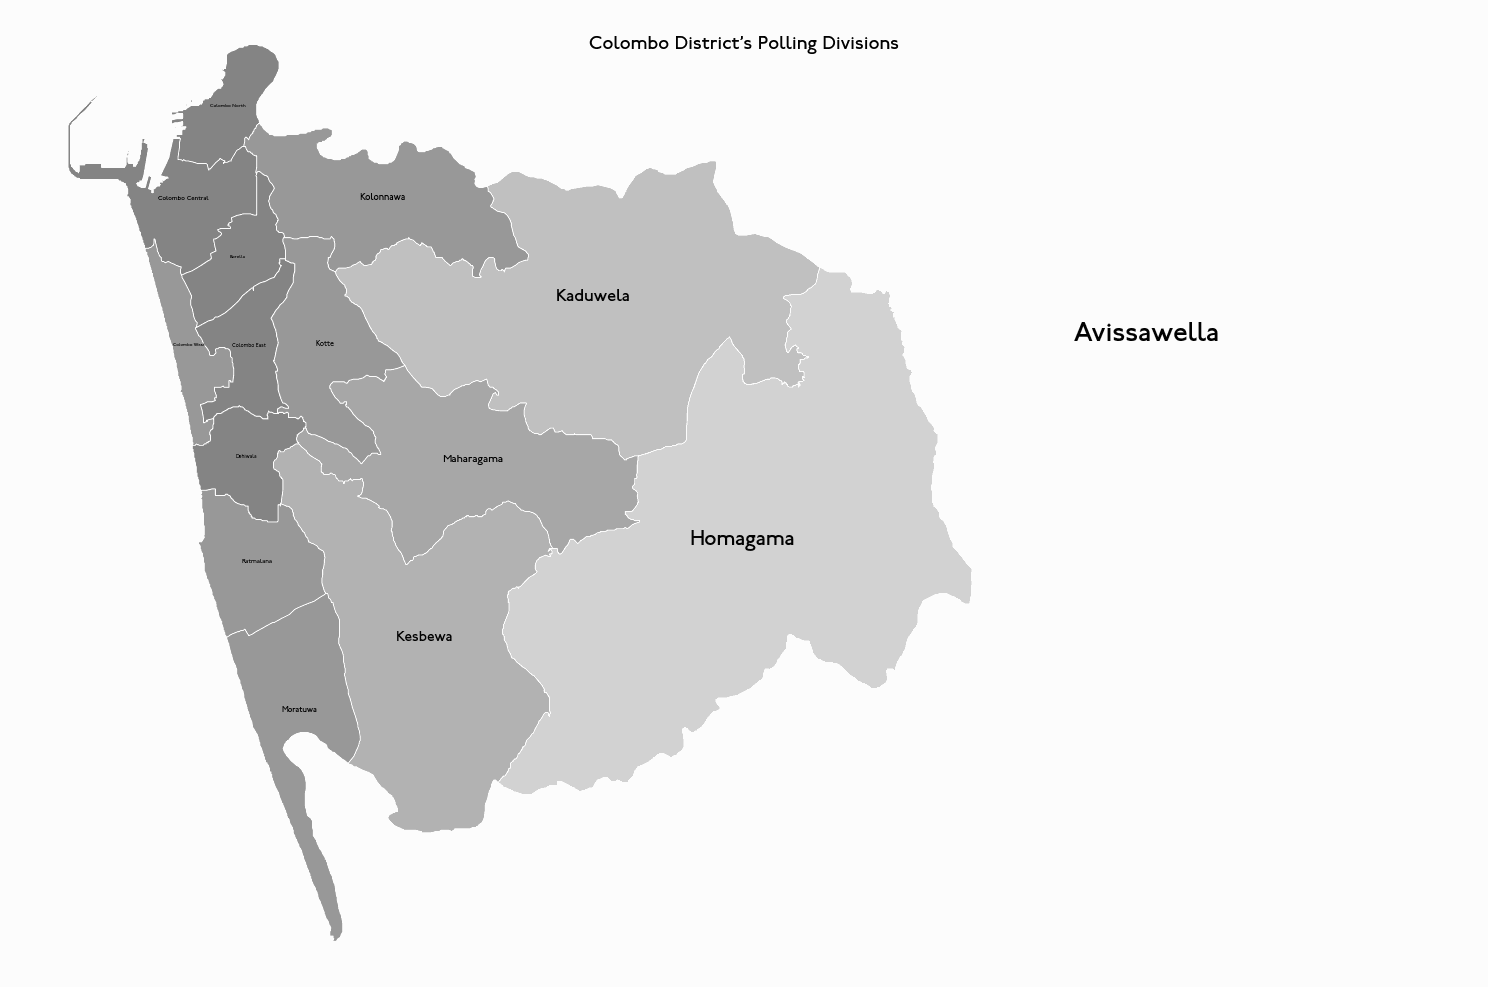 Colombo District's Polling Divisions
Colombo North
Kolonnawa
Colombo Central
Borella
Kaduwela
Avissawella
Colombo West
Colombo East
Kotte
Dehiwala
Maharagama
Homagama
Ratmalana
Kesbewa
Moratuwa